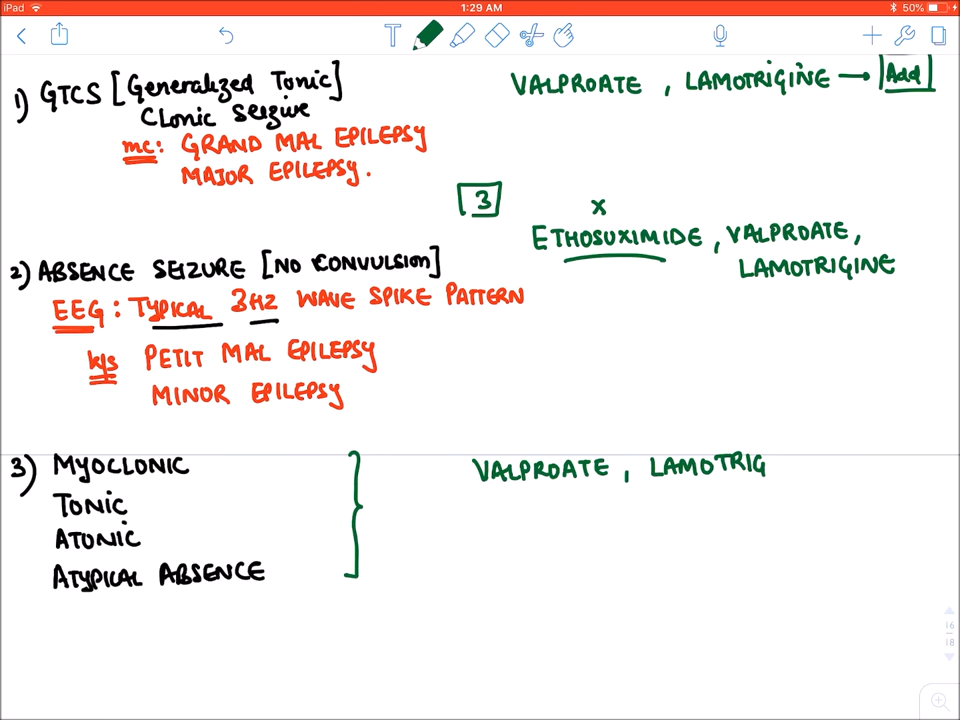 iPad 1:29 AM 50%
T
1) GTCS [Generalized Tonic] VALPROATE , LAMOTRIGINE → Add
Clonic Seizure
mc: GRAND MAL EPILEPSY
MAJOR EPILEPSY.
3 x
ETHOSUXIMIDE , VALPROATE,
LAMOTRIGINE
2) ABSENCE SEIZURE [NO CONVULSION]
EEG : TYPICAL 3HZ WAVE SPIKE PATTERN
k/s PETIT MAL EPILEPSY
MINOR EPILEPSY
3) MYOCLONIC VALPROATE , LAMOTRIG
TONIC
ATONIC
ATYPICAL ABSENCE
16
18